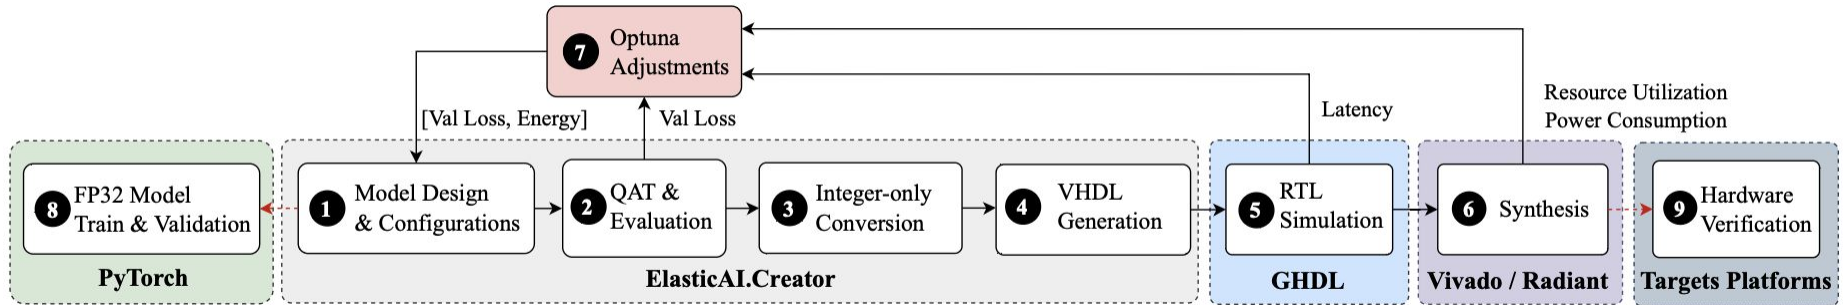 7 Optuna
Adjustments
[Val Loss, Energy]
Val Loss
Latency
Resource Utilization
Power Consumption
8 FP32 Model
Train & Validation
PyTorch
1 Model Design
& Configurations
2 QAT &
Evaluation
3 Integer-only
Conversion
4 VHDL
Generation
ElasticAI.Creator
5 RTL
Simulation
GHDL
6 Synthesis
Vivado / Radiant
9 Hardware
Verification
Targets Platforms